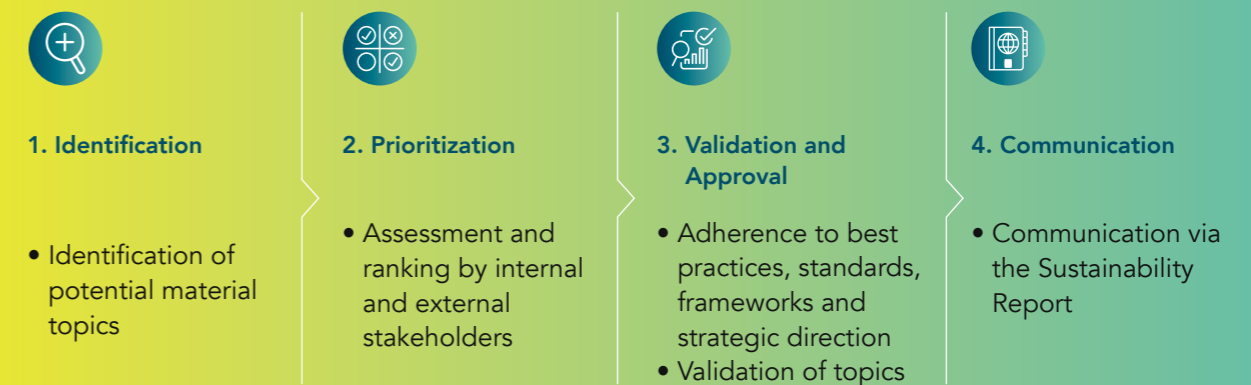 1. Identification
• Identification of
potential material
topics
2. Prioritization
• Assessment and
ranking by internal
and external
stakeholders
3. Validation and
Approval
• Adherence to best
practices, standards,
frameworks and
strategic direction
• Validation of topics
4. Communication
• Communication via
the Sustainability
Report